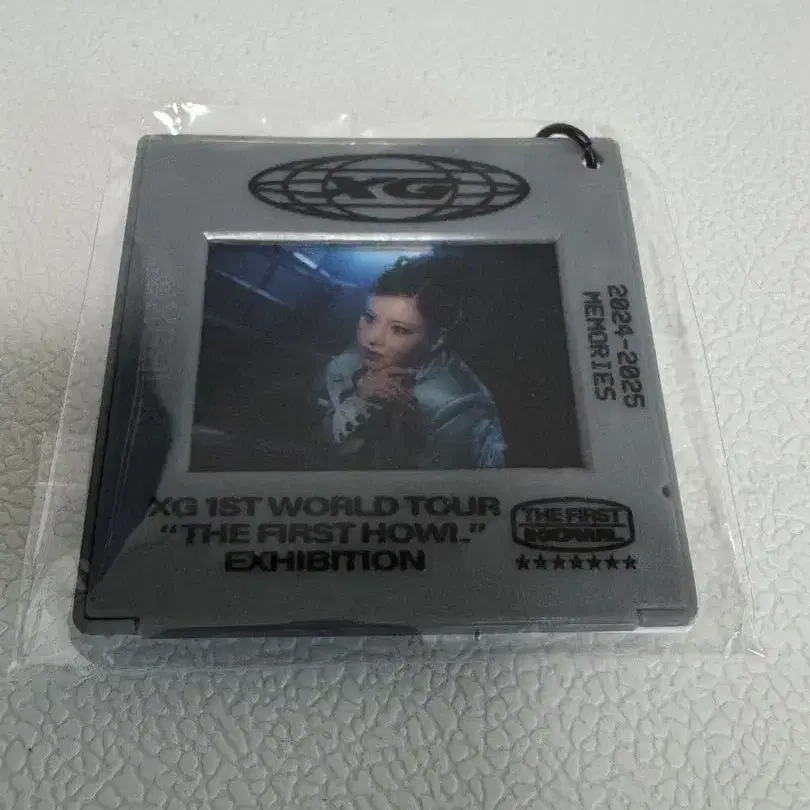 XG
2024-2025
MEMORIES
XG 1ST WORLD TOUR
"THE FIRST HOWL"
EXHIBITION
THE FIRST
HOWL
★★★★★★★